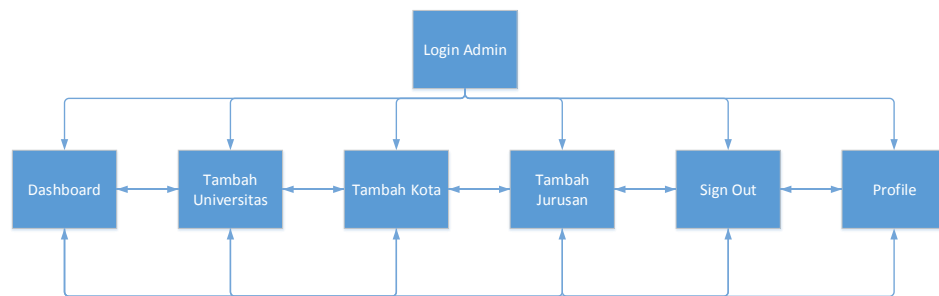 Login Admin
Dashboard
Tambah
Universitas
Tambah Kota
Tambah
Jurusan
Sign Out
Profile